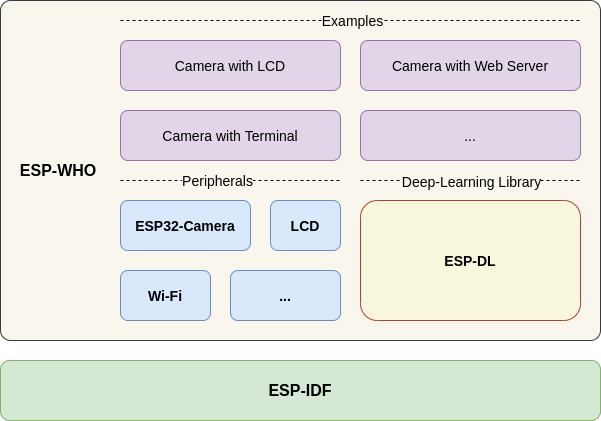 Examples
Camera with LCD
Camera with Web Server
Camera with Terminal
...
ESP-WHO
Peripherals
Deep-Learning Library
ESP32-Camera
LCD
ESP-DL
Wi-Fi
...
ESP-IDF